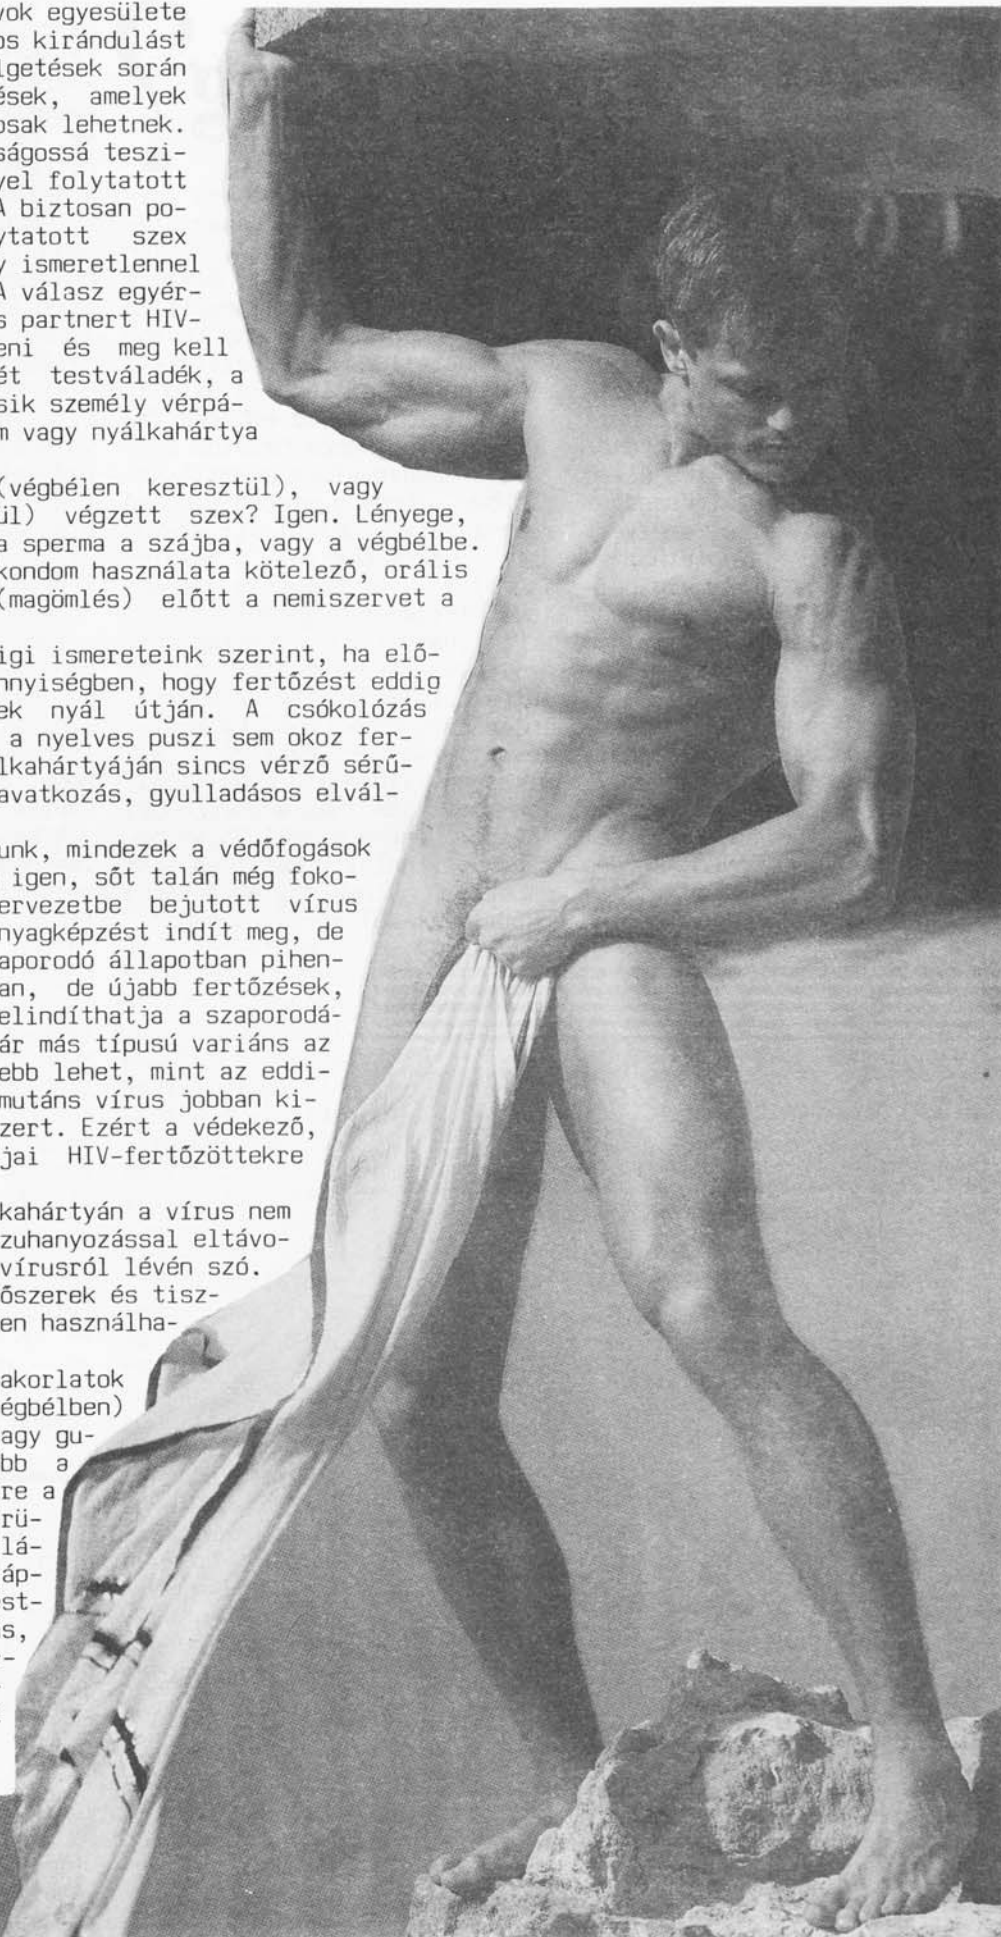 yok egyesülete
os kirándulást
lgetések során
ések, amelyek
osak lehetnek.
ságossá teszi-
yel folytatott
A biztosan po-
ytatott szex
y ismeretlennel
A válasz egyér-
s partnert HIV-
eni és meg kell
ét testváladék, a
sik személy vérpá-
m vagy nyálkahártya
(végbélen keresztül), vagy
ül) végzett szex? Igen. Lényege,
a sperma a szájba, vagy a végbélbe.
kondom használata kötelező, orális
(magömlés) előtt a nemiszervet a
igi ismereteink szerint, ha elő-
nnyiségben, hogy fertőzést eddig
ek nyál útján. A csókolózás
a nyelves puszi sem okoz fer-
lkahártyáján sincs vérző sérü-
avatkozás, gyulladásos elvál-
unk, mindezek a védőfogások
igen, sőt talán még foko-
ervezetbe bejutott vírus
nyagképzést indít meg, de
aporodó állapotban pihen-
an, de újabb fertőzések,
elindíthatja a szaporodá-
ár más típusú variáns az
ebb lehet, mint az eddi-
mutáns vírus jobban ki-
zert. Ezért a védekező,
jai HIV-fertőzöttekre
kahártyán a vírus nem
zuhanyozással eltávo-
vírusról lévén szó.
őszerek és tisz-
en használha-
akorlatok
égbélben)
agy gu-
bb a
re a
rü-
lá-
áp-
est-
s,
-